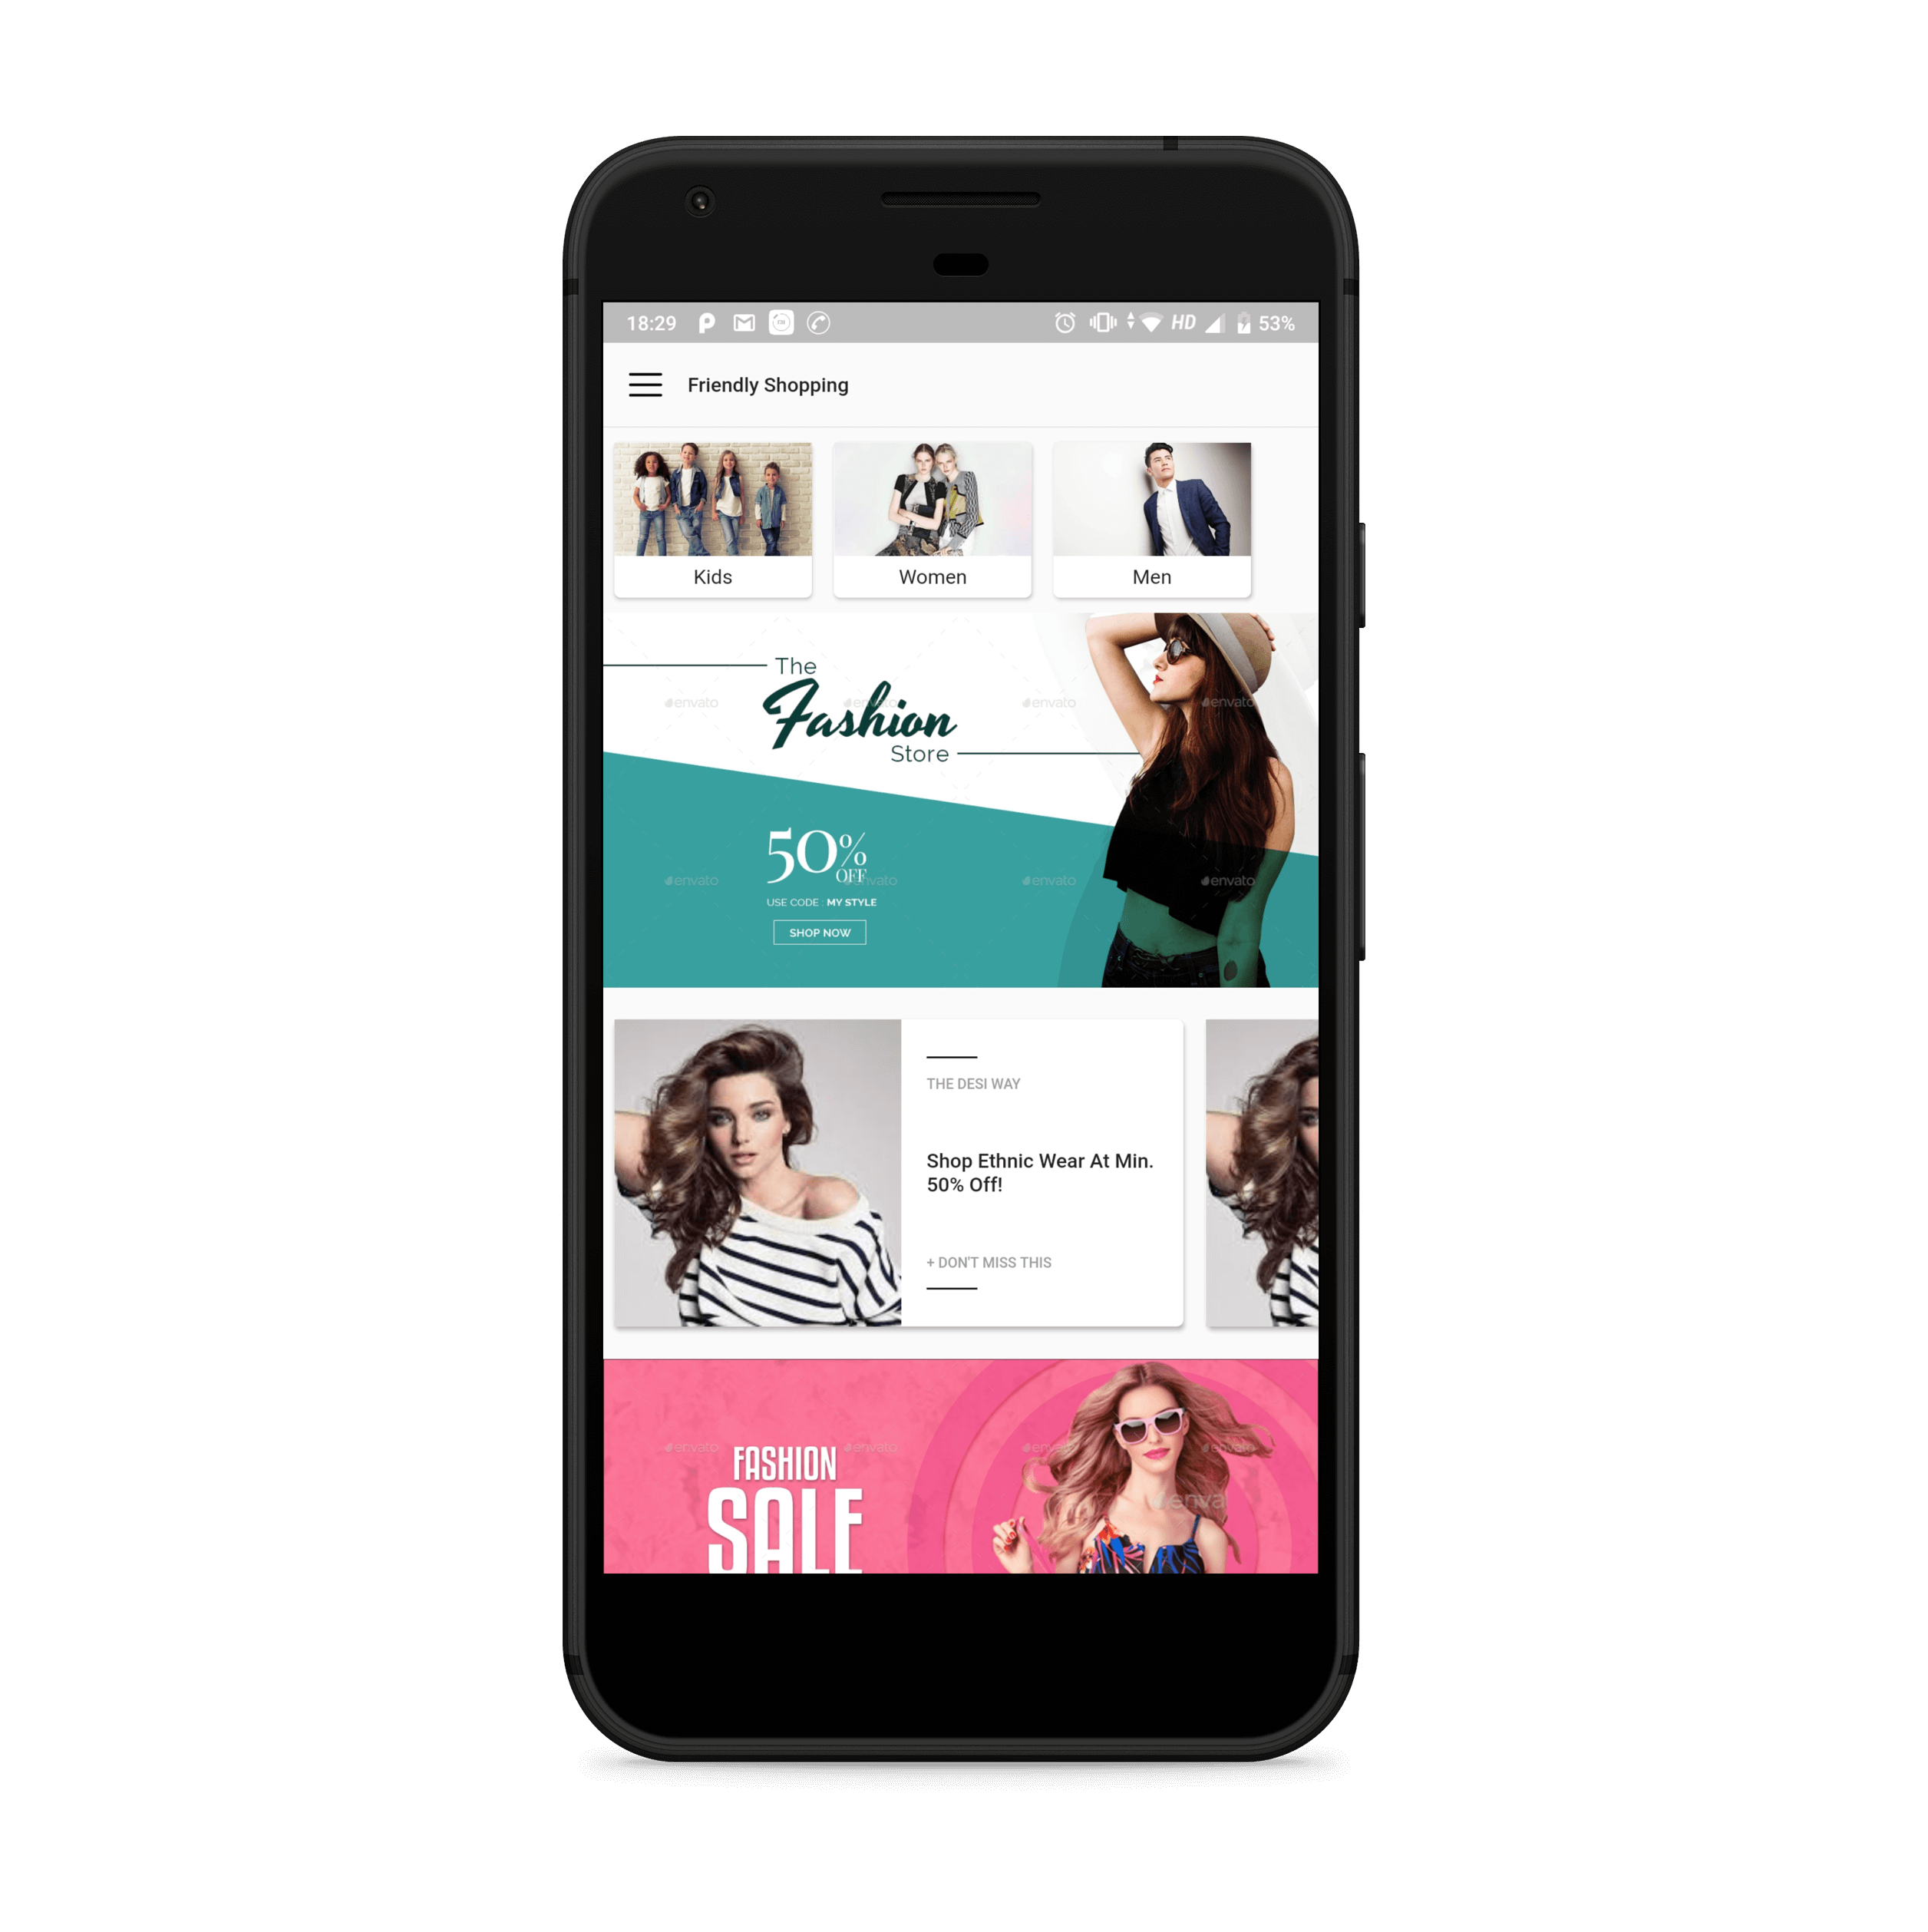 18:29 HD 53%
Friendly Shopping
Kids Women Men
The
Fashion
Store
envato envato envato envato
50%
OFF
envato envato envato envato
USE CODE : MY STYLE
SHOP NOW
THE DESI WAY
Shop Ethnic Wear At Min.
50% Off!
+ DON'T MISS THIS
envato envato envato envato
FASHION
SALE
enva